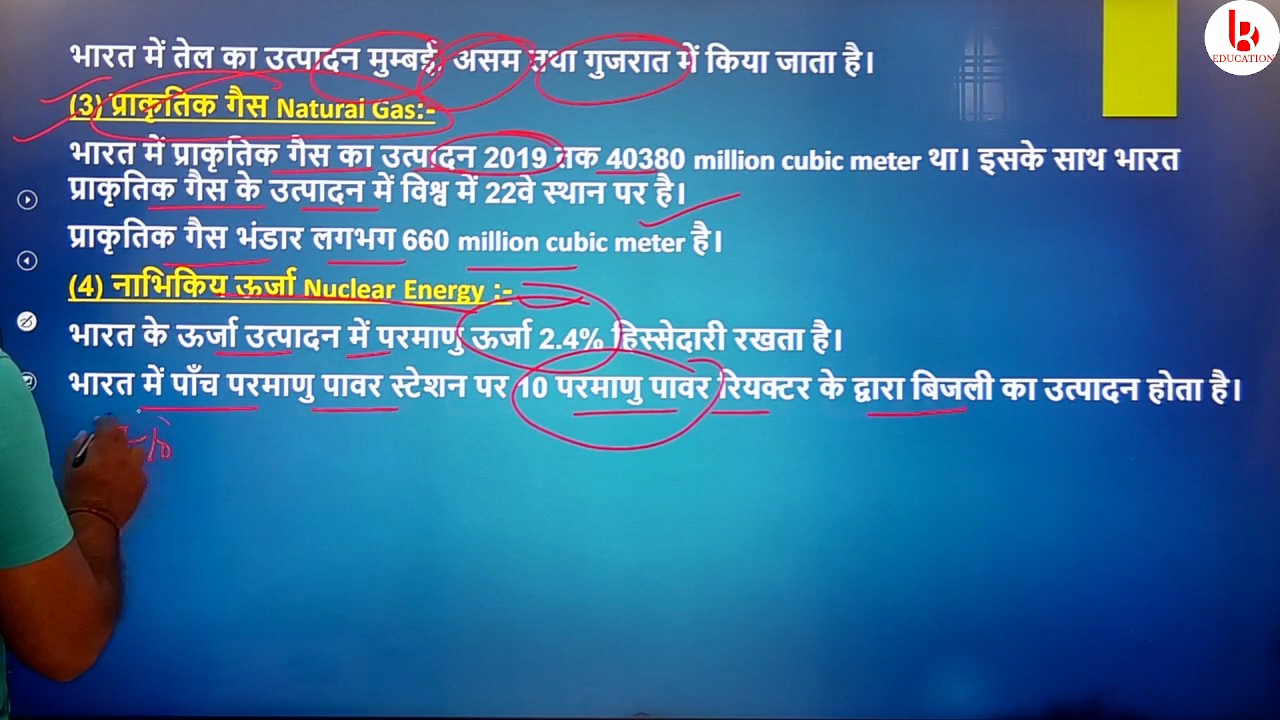 भारत में तेल का उत्पादन मुम्बई, असम तथा गुजरात में किया जाता है।
EDUCATION
(3) प्राकृतिक गैस Natural Gas:-
भारत में प्राकृतिक गैस का उत्पादन 2019 तक 40380 million cubic meter था। इसके साथ भारत
प्राकृतिक गैस के उत्पादन में विश्व में 22वे स्थान पर है।
प्राकृतिक गैस भंडार लगभग 660 million cubic meter है।
(4) नाभिकिय ऊर्जा Nuclear Energy :-
भारत के ऊर्जा उत्पादन में परमाणु ऊर्जा 2.4% हिस्सेदारी रखता है।
भारत में पाँच परमाणु पावर स्टेशन पर 10 परमाणु पावर रियक्टर के द्वारा बिजली का उत्पादन होता है।